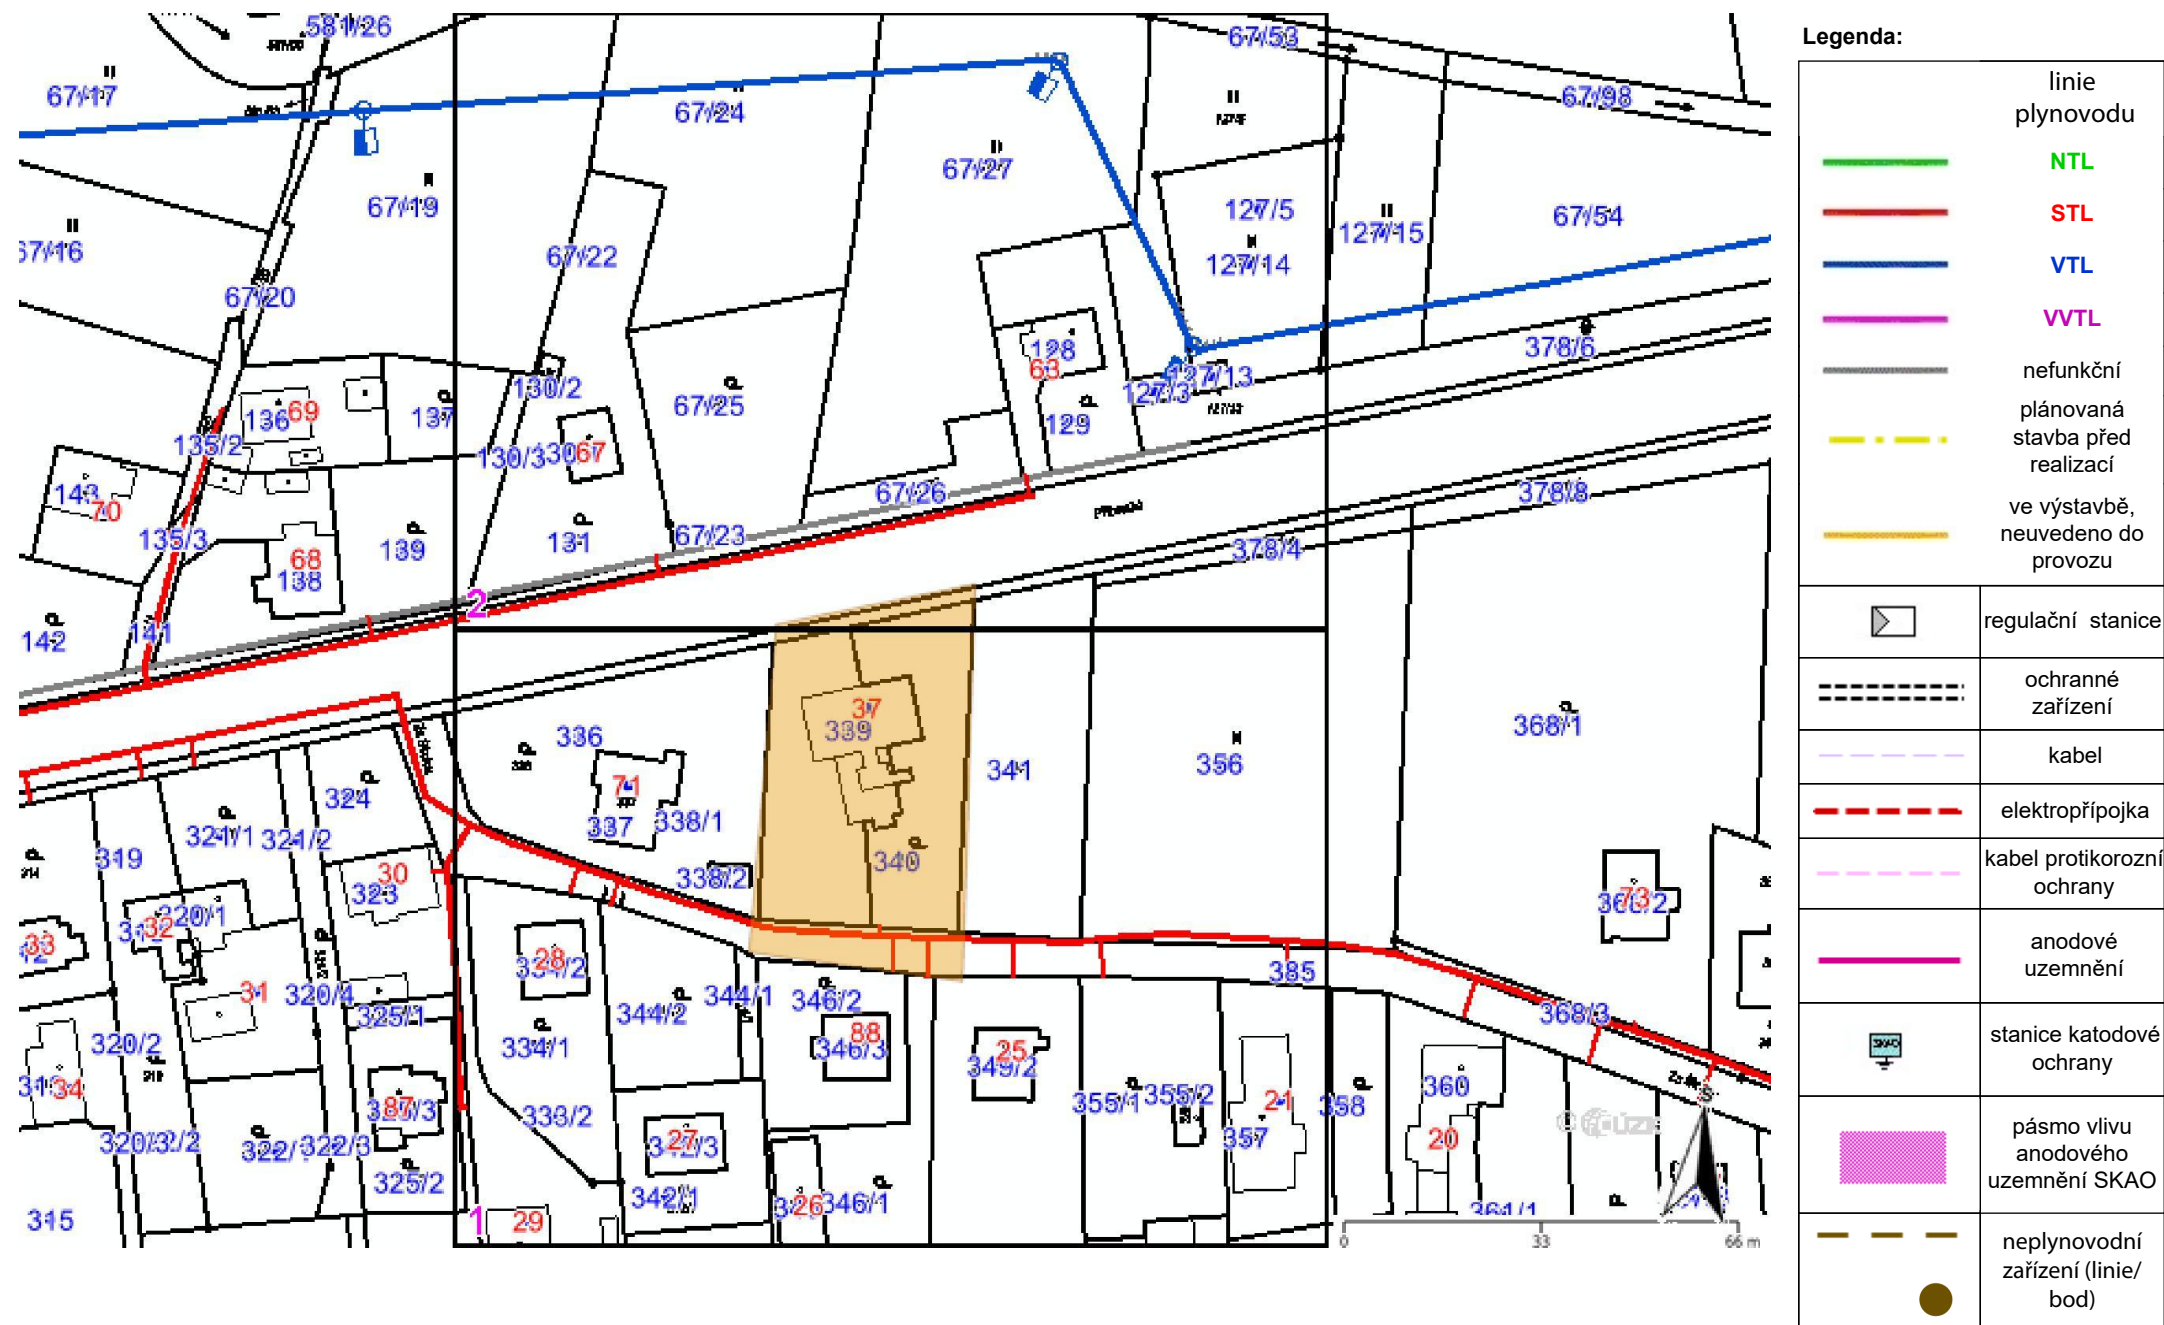 581/26
67/53
67/17
67/24
67/98
67/27
67/19
127/5
67/54
127/15
67/16
67/22
127/14
67/20
128
63
378/6
127/13
127/3
130/2
67/25
136
69
137
129
135/2
130/3
67
143
70
67/26
378/8
135/3
139
131
67/23
378/4
68
138
2
142
141
37
339
336
368/1
341
356
71
337
338/1
324
321/1
321/2
319
30
323
338/2
340
73
320/1
32
33
28
385
31
320/4
344/2
344/1
346/2
325/1
368/3
320/2
334/1
88
346/3
25
349/2
34
87
333/2
355/1
355/2
21
358
360
357
20
27
322/3
325/2
342/1
26
346/1
315
1
29
361/1
S
0
33
66 m
Legenda:
linie
plynovodu
NTL
STL
VTL
VVTL
nefunkční
plánovaná
stavba před
realizací
ve výstavbě,
neuvedeno do
provozu
regulační stanice
ochranné
zařízení
kabel
elektropřípojka
kabel protikorozní
ochrany
anodové
uzemnění
SKAO
stanice katodové
ochrany
pásmo vlivu
anodového
uzemnění SKAO
neplynovodní
zařízení (linie/
bod)